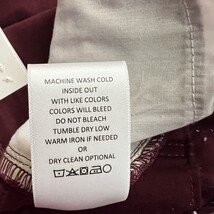 MACHINE WASH COLD
INSIDE OUT
WITH LIKE COLORS
COLORS WILL BLEED
DO NOT BLEACH
TUMBLE DRY LOW
WARM IRON IF NEEDED
OR
DRY CLEAN OPTIONAL